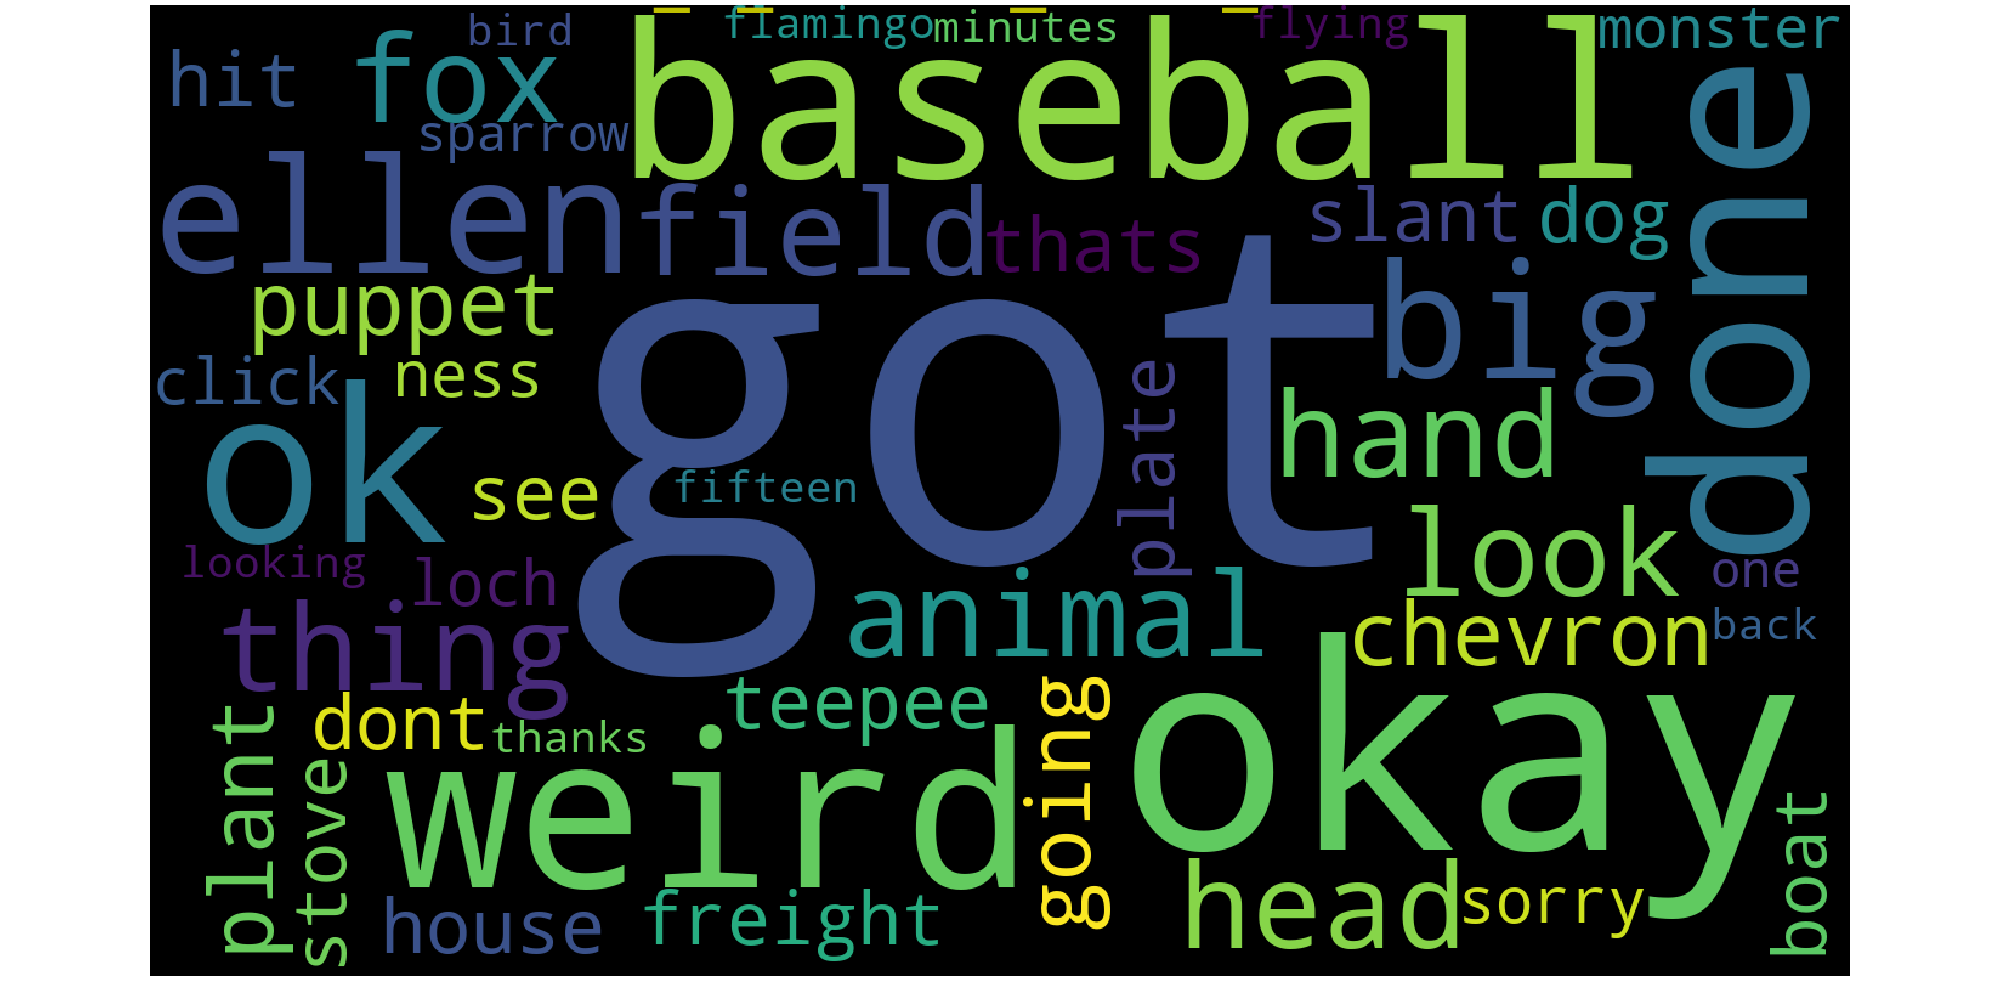 bird
flamingo
minutes
flying
monster
hit
fox
baseball
done
sparrow
ellen
field
thats
slant
dog
got
big
puppet
click
ness
ok
see
fifteen
plate
hand
look
looking
loch
one
thing
animal
chevron
back
dont
thanks
teepee
going
okay
plant
stove
weird
boat
house
freight
head
sorry